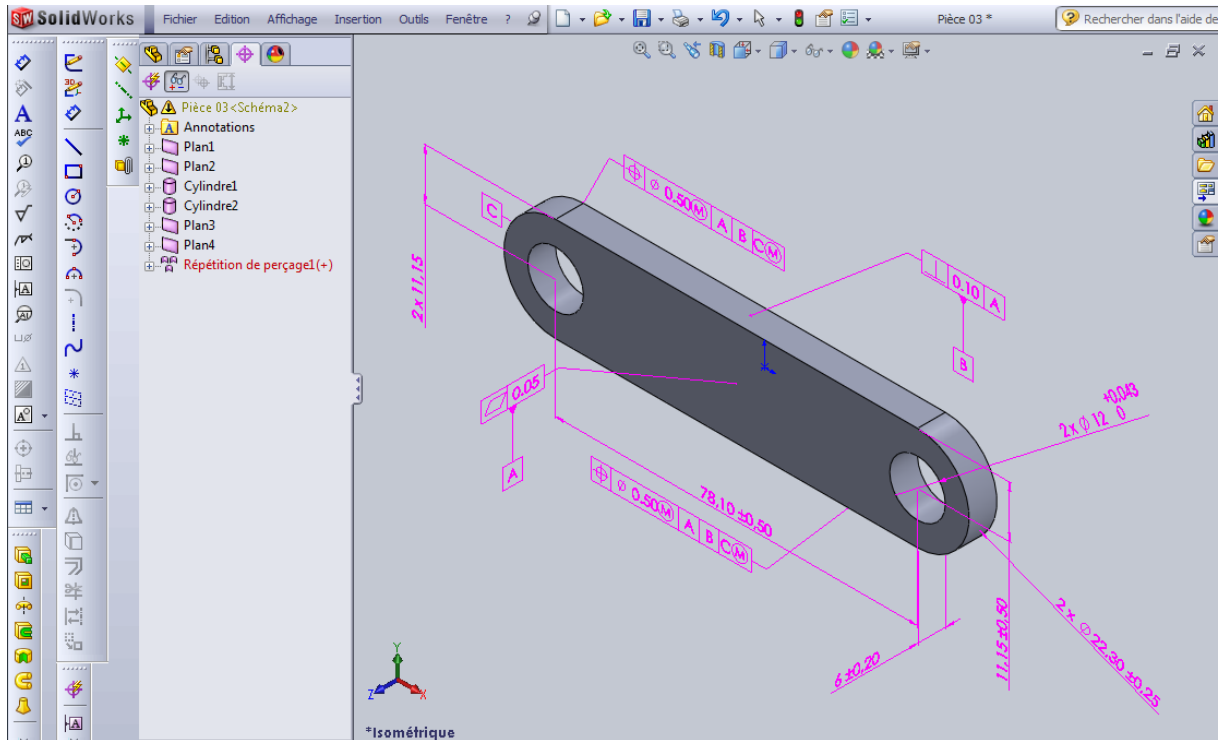 SolidWorks Fichier Edition Affichage Insertion Outils Fenêtre ? Pièce 03 * Rechercher dans l'aide de
Pièce 03<Schéma2>
Annotations
Plan1
Plan2
Cylindre1
Cylindre2
Plan3
Plan4
Répétition de perçage1(+)
ABC
3D
C
⌖ ⌀ 0.50Ⓜ A B CⓂ
2 x 11,15
⟂ 0.10 A
B
⏥ 0.05
A
+0,043
2x ⌀ 12 0
78,10 ±0,50
⌖ ⌀ 0.50Ⓜ A B CⓂ
6 ±0,20
11,15±0,50
2 x ⌀ 22,30 ±0,25
Y
Z X
*Isométrique